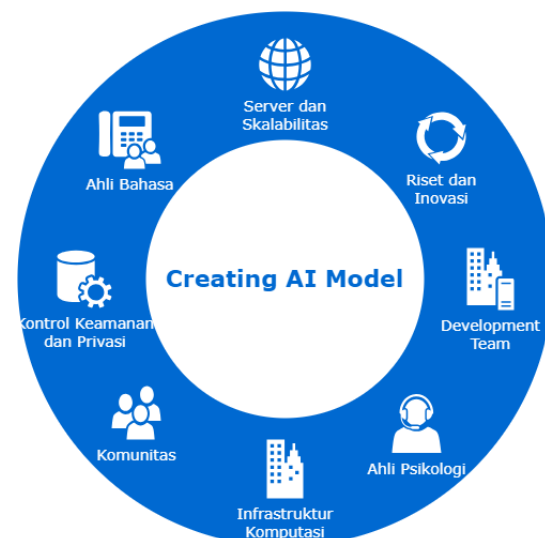 Server dan
Skalabilitas
Riset dan
Inovasi
Development
Team
Ahli Psikologi
Infrastruktur
Komputasi
Komunitas
Kontrol Keamanan
dan Privasi
Ahli Bahasa
Creating AI Model